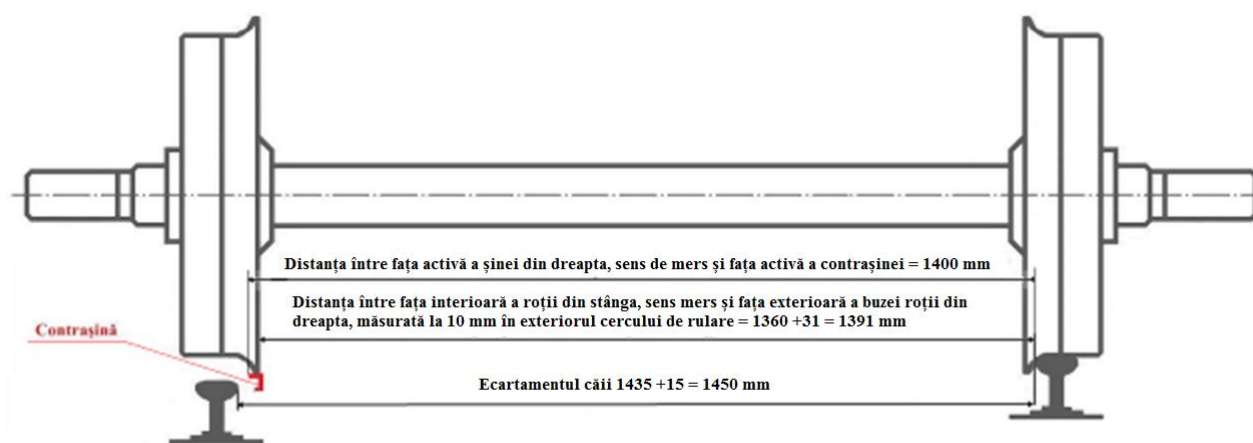 Distanța între fața activă a șinei din dreapta, sens de mers și fața activă a contrașinei = 1400 mm
Distanța între fața interioară a roții din stânga, sens mers și fața exterioară a buzei roții din
dreapta, măsurată la 10 mm în exteriorul cercului de rulare = 1360 +31 = 1391 mm
Contrașină
Ecartamentul căii 1435 +15 = 1450 mm